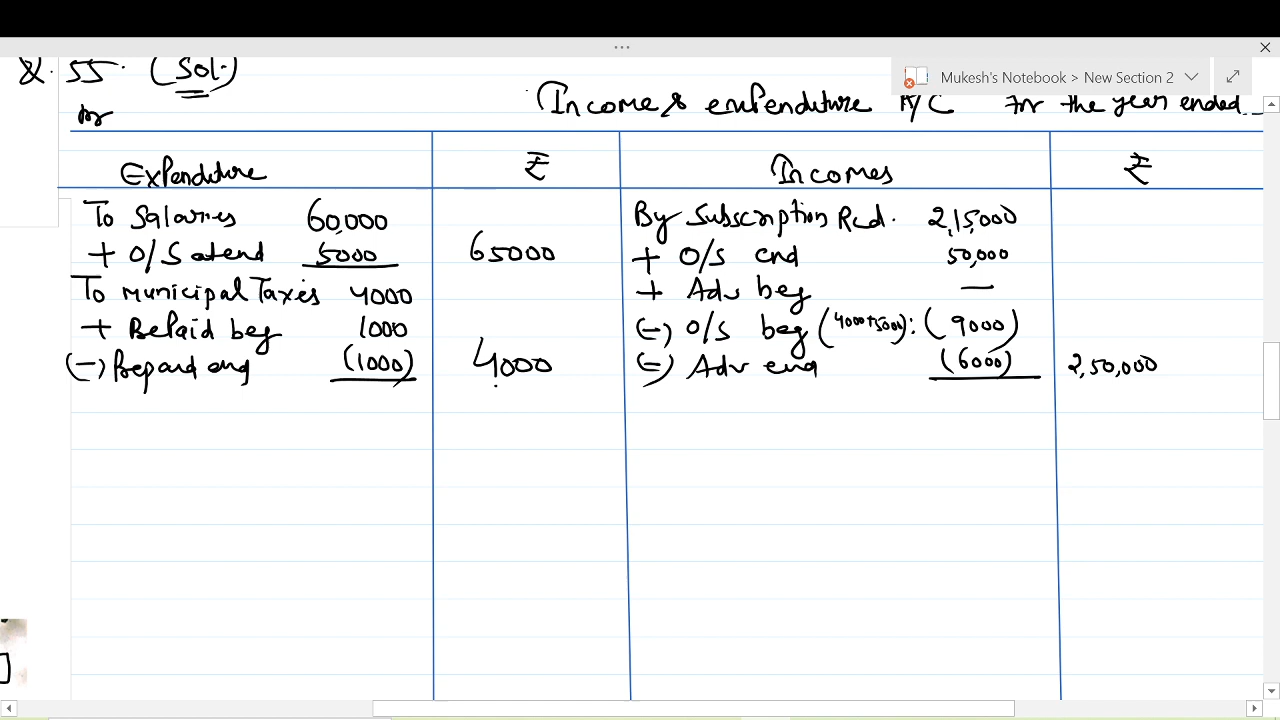 Q. 55. (Sol.)
Mukesh's Notebook > New Section 2
Dr
Income & expenditure A/C for the year ended..
Expenditure ₹ Incomes ₹
To Salaries 60,000 By Subscription Rcd. 2,15,000
+ O/S at end 5000 65000 + O/S end 50,000
To Municipal Taxes 4000 + Adv beg —
+ Prepaid beg 1000 (-) O/S beg (4000+5000): (9000)
(-) Prepaid end (1000) 4000 (-) Adv end (6000) 2,50,000